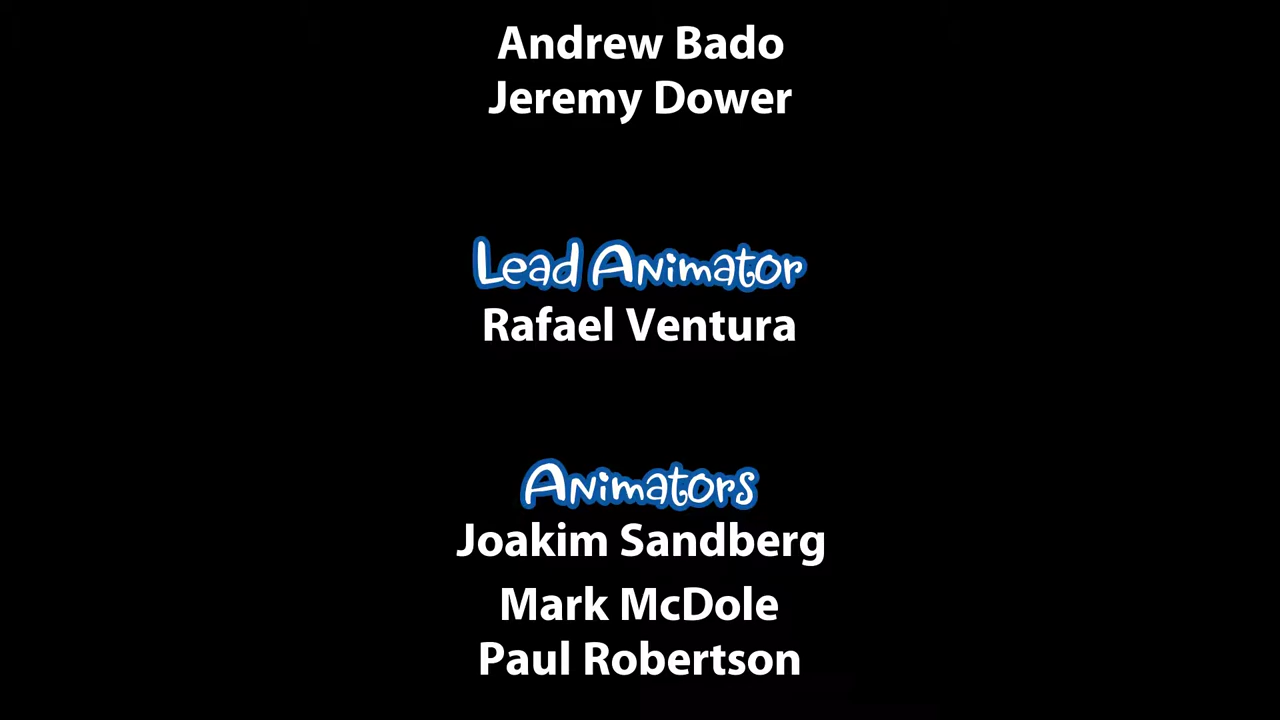 Andrew Bado
Jeremy Dower
Lead Animator
Rafael Ventura
Animators
Joakim Sandberg
Mark McDole
Paul Robertson